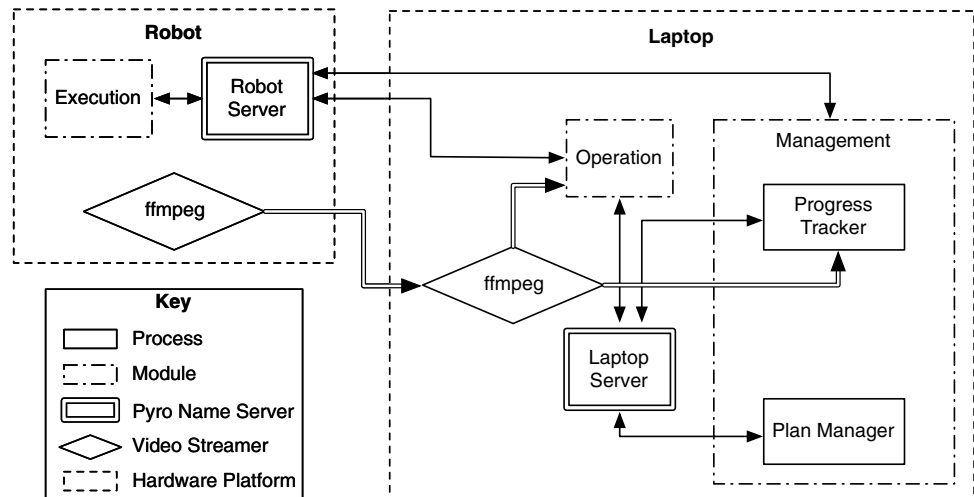 Robot
Execution
Robot
Server
ffmpeg
Laptop
Operation
Management
Progress
Tracker
ffmpeg
Laptop
Server
Plan Manager
Key
Process
Module
Pyro Name Server
Video Streamer
Hardware Platform